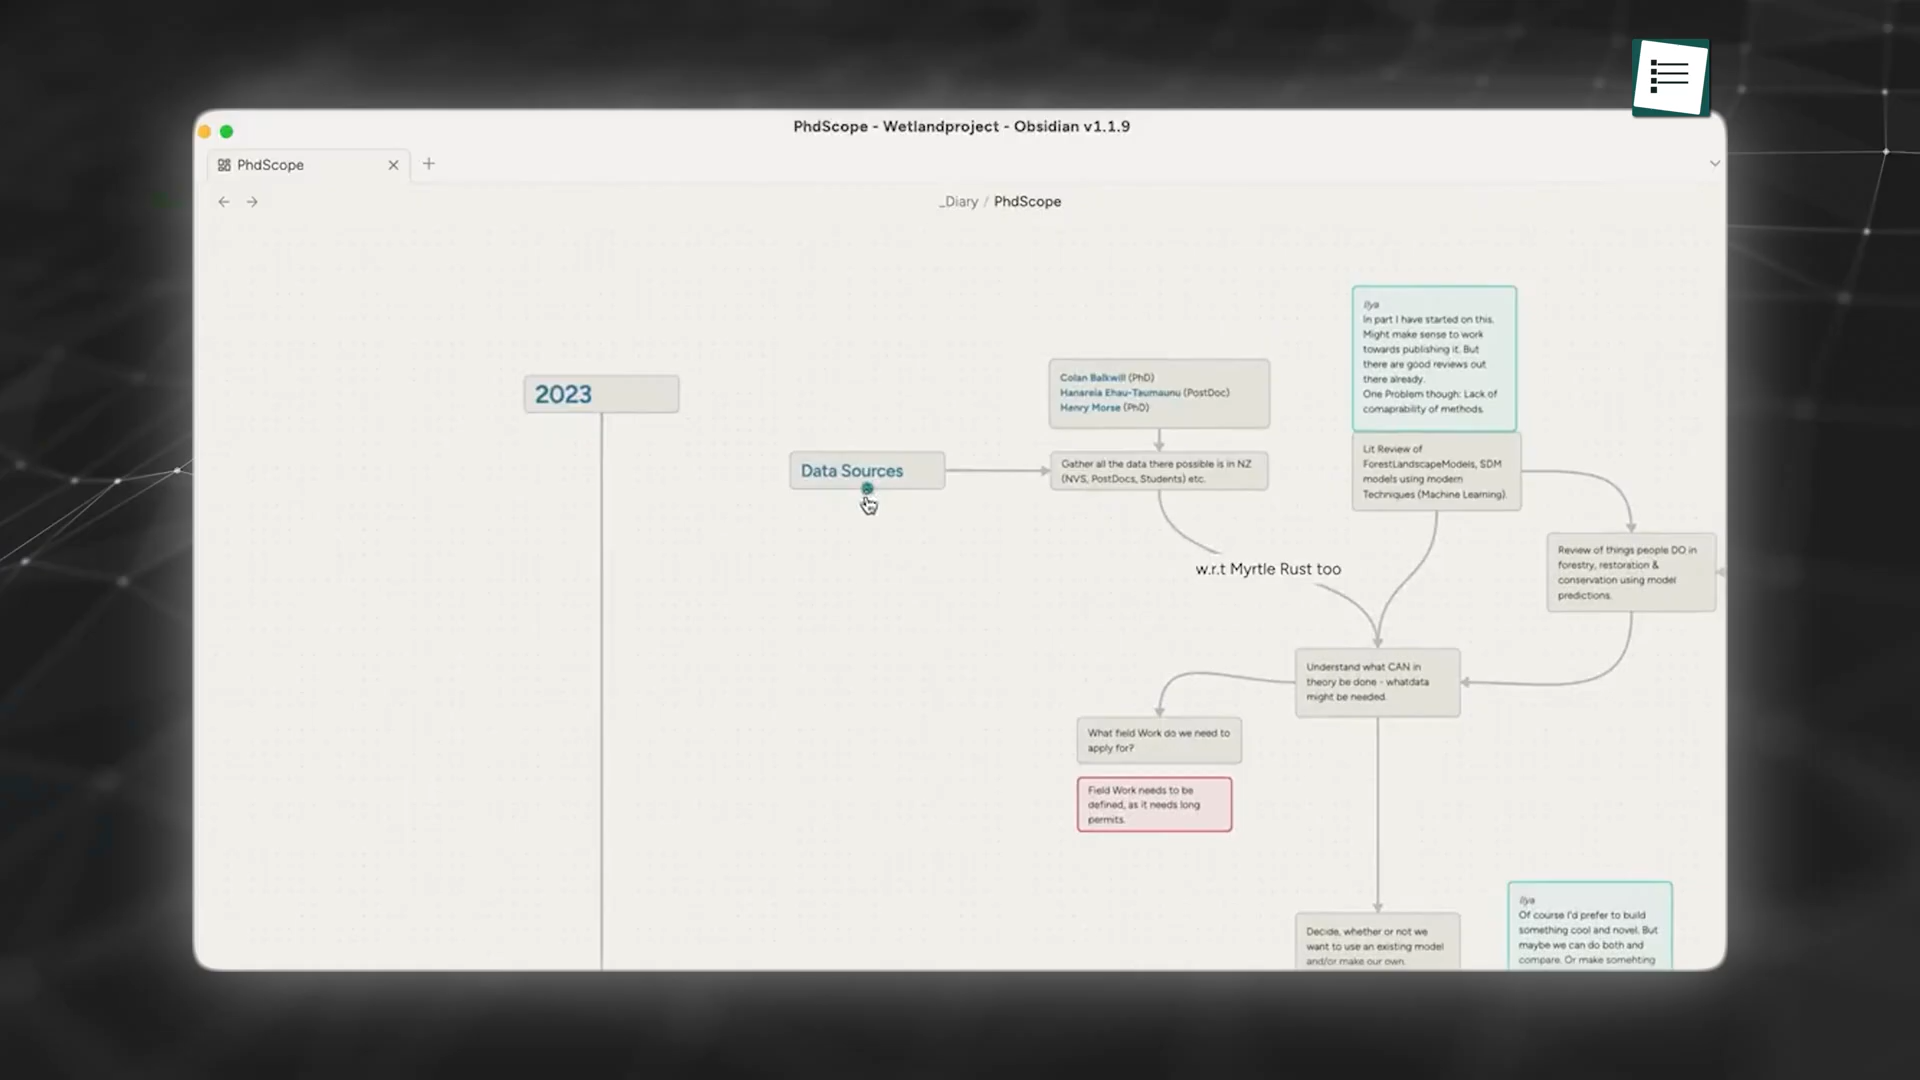 PhdScope - Wetlandproject - Obsidian v1.1.9
PhdScope
_Diary / PhdScope
2023
Data Sources
Colan Balkwill (PhD)
Hanareia Ehau-Taumaunu (PostDoc)
Henry Morse (PhD)
Gather all the data there possible is in NZ
(NVS, PostDocs, Students) etc.
w.r.t Myrtle Rust too
Ilya
In part I have started on this.
Might make sense to work
towards publishing it. But
there are good reviews out
there already.
One Problem though: Lack of
comaprability of methods.
Lit Review of
ForestLandscapeModels, SDM
models using modern
Techniques (Machine Learning).
Review of things people DO in
forestry, restoration &
conservation using model
predictions.
Understand what CAN in
theory be done - whatdata
might be needed.
What field Work do we need to
apply for?
Field Work needs to be
defined, as it needs long
permits.
Decide, whether or not we
want to use an existing model
and/or make our own.
Ilya
Of course I'd prefer to build
something cool and novel. But
maybe we can do both and
compare. Or make somehting